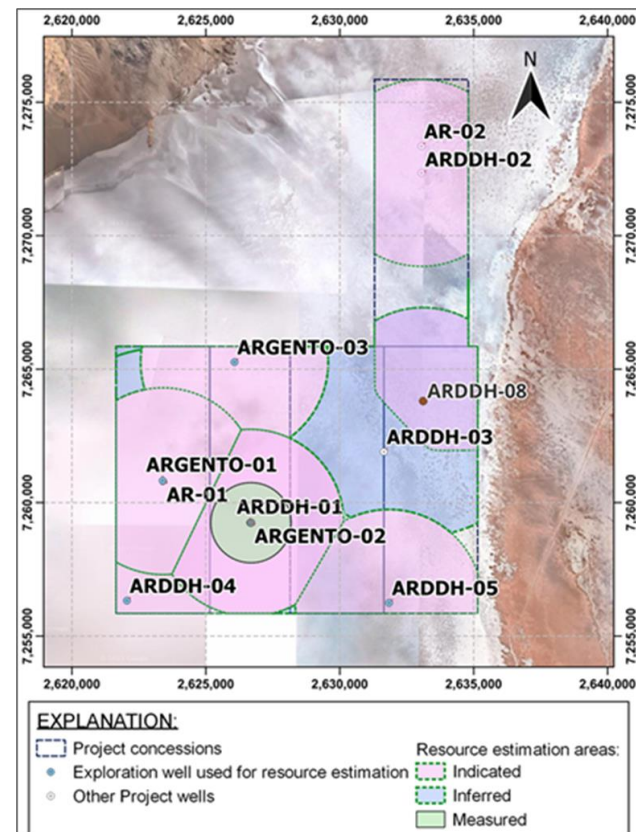 2,620,000 2,625,000 2,630,000 2,635,000 2,640,000
N
7,275,000 7,275,000
AR-02
ARDDH-02
7,270,000 7,270,000
ARGENTO-03
7,265,000 7,265,000
ARDDH-08
ARDDH-03
ARGENTO-01
AR-01
7,260,000 7,260,000
ARDDH-01
ARGENTO-02
ARDDH-04
ARDDH-05
7,255,000 7,255,000
2,620,000 2,625,000 2,630,000 2,635,000 2,640,000
EXPLANATION:
Project concessions
Exploration well used for resource estimation
Other Project wells
Resource estimation areas:
Indicated
Inferred
Measured